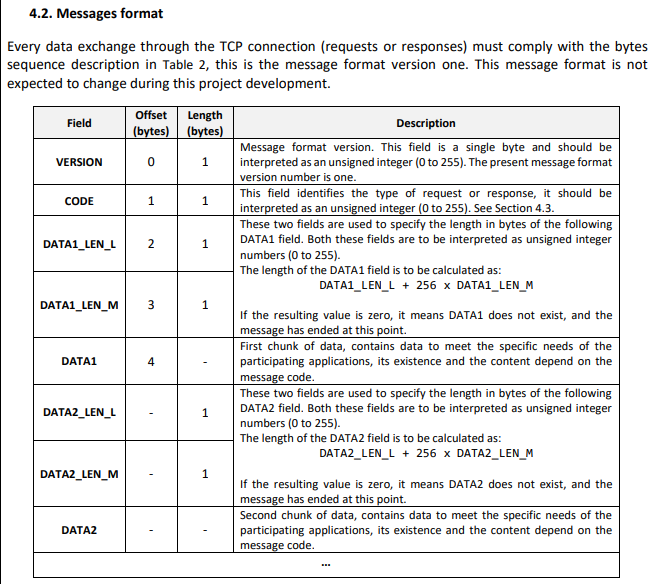 4.2. Messages format
Every data exchange through the TCP connection (requests or responses) must comply with the bytes
sequence description in Table 2, this is the message format version one. This message format is not
expected to change during this project development.
Field
Offset
(bytes)
Length
(bytes)
Description
VERSION
0
1
Message format version. This field is a single byte and should be
interpreted as an unsigned integer (0 to 255). The present message format
version number is one.
CODE
1
1
This field identifies the type of request or response, it should be
interpreted as an unsigned integer (0 to 255). See Section 4.3.
DATA1_LEN_L
2
1
These two fields are used to specify the length in bytes of the following
DATA1 field. Both these fields are to be interpreted as unsigned integer
numbers (0 to 255).
The length of the DATA1 field is to be calculated as:
DATA1_LEN_L + 256 x DATA1_LEN_M
DATA1_LEN_M
3
1
If the resulting value is zero, it means DATA1 does not exist, and the
message has ended at this point.
DATA1
4
-
First chunk of data, contains data to meet the specific needs of the
participating applications, its existence and the content depend on the
message code.
DATA2_LEN_L
-
1
These two fields are used to specify the length in bytes of the following
DATA2 field. Both these fields are to be interpreted as unsigned integer
numbers (0 to 255).
The length of the DATA2 field is to be calculated as:
DATA2_LEN_L + 256 x DATA2_LEN_M
DATA2_LEN_M
-
1
If the resulting value is zero, it means DATA2 does not exist, and the
message has ended at this point.
DATA2
-
-
Second chunk of data, contains data to meet the specific needs of the
participating applications, its existence and the content depend on the
message code.
...